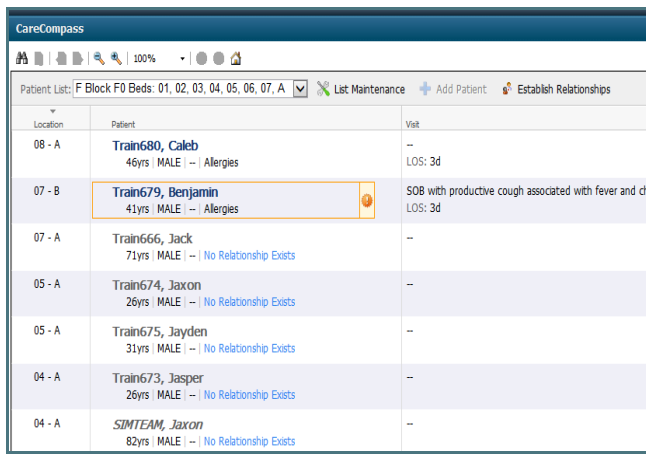 CareCompass
100%
Patient List: F Block F0 Beds: 01, 02, 03, 04, 05, 06, 07, A List Maintenance Add Patient Establish Relationships
Location Patient Visit
08 - A Train680, Caleb --
46yrs | MALE | -- | Allergies LOS: 3d
07 - B Train679, Benjamin SOB with productive cough associated with fever and ch
41yrs | MALE | -- | Allergies LOS: 3d
07 - A Train666, Jack --
71yrs | MALE | -- | No Relationship Exists
05 - A Train674, Jaxon --
26yrs | MALE | -- | No Relationship Exists
05 - A Train675, Jayden --
31yrs | MALE | -- | No Relationship Exists
04 - A Train673, Jasper --
26yrs | MALE | -- | No Relationship Exists
04 - A SIMTEAM, Jaxon --
82yrs | MALE | -- | No Relationship Exists